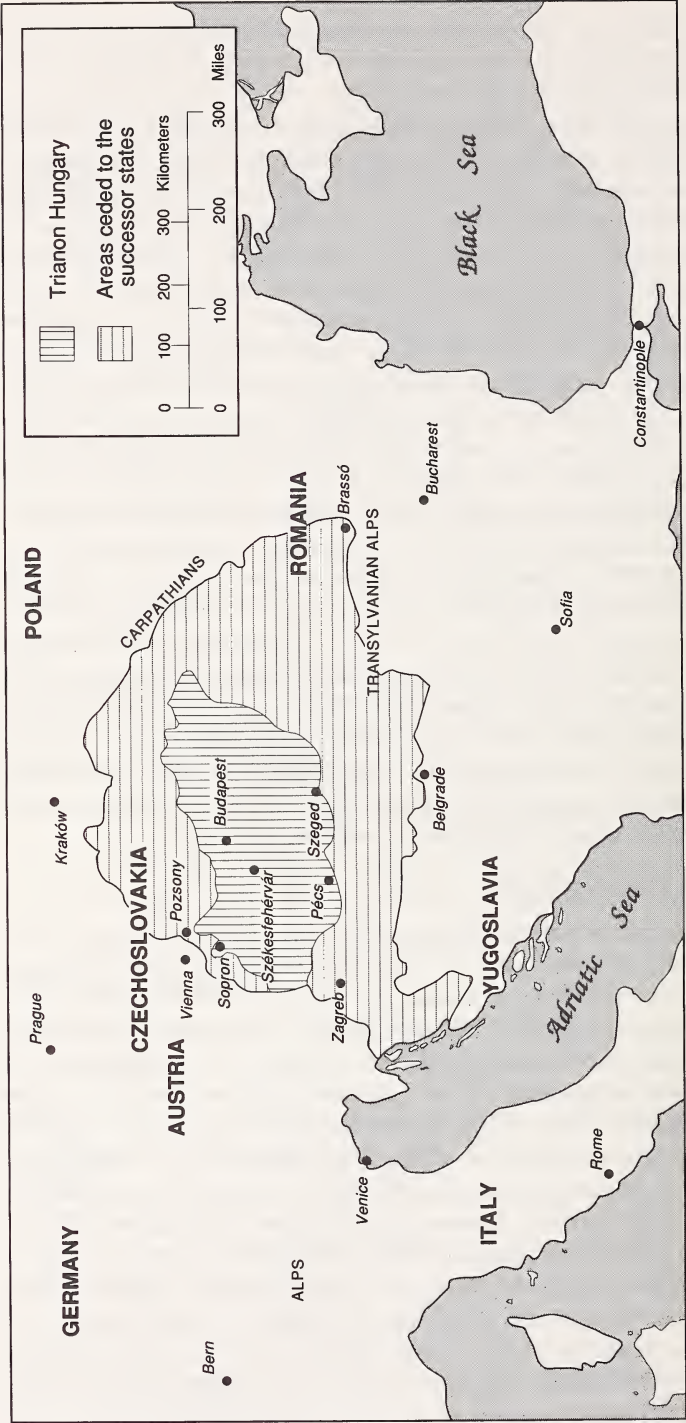 Trianon Hungary
Areas ceded to the
successor states
0 100 200 300 Kilometers
0 100 200 300 Miles
GERMANY
POLAND
Prague
Kraków
CZECHOSLOVAKIA
CARPATHIANS
AUSTRIA
Vienna
Pozsony
Bern
Sopron
Budapest
Székesfehérvár
ALPS
ROMANIA
Szeged
Pécs
Zagreb
Brassó
TRANSYLVANIAN ALPS
Venice
Bucharest
Belgrade
Black Sea
ITALY
YUGOSLAVIA
Adriatic Sea
Sofia
Rome
Constantinople